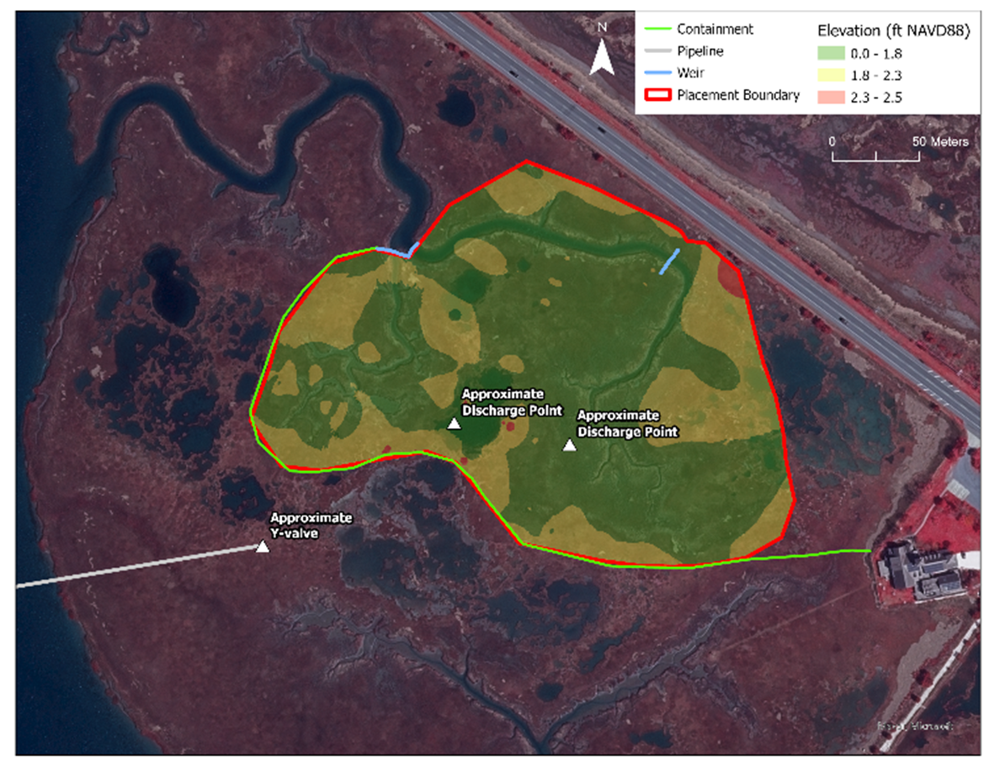 N
Containment
Pipeline
Weir
Placement Boundary
Elevation (ft NAVD88)
0.0 - 1.8
1.8 - 2.3
2.3 - 2.5
0 50 Meters
Approximate
Discharge Point
Approximate
Discharge Point
Approximate
Y-valve
Microsoft